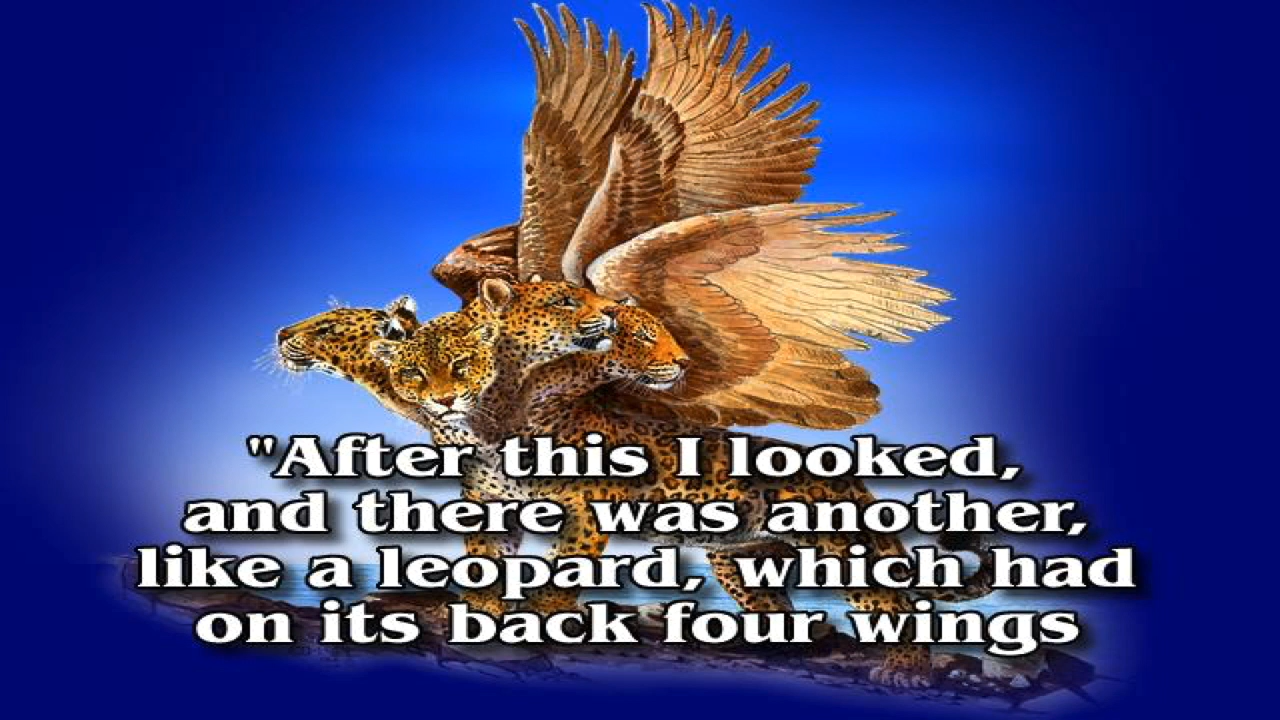 "After this I looked,
and there was another,
like a leopard, which had
on its back four wings